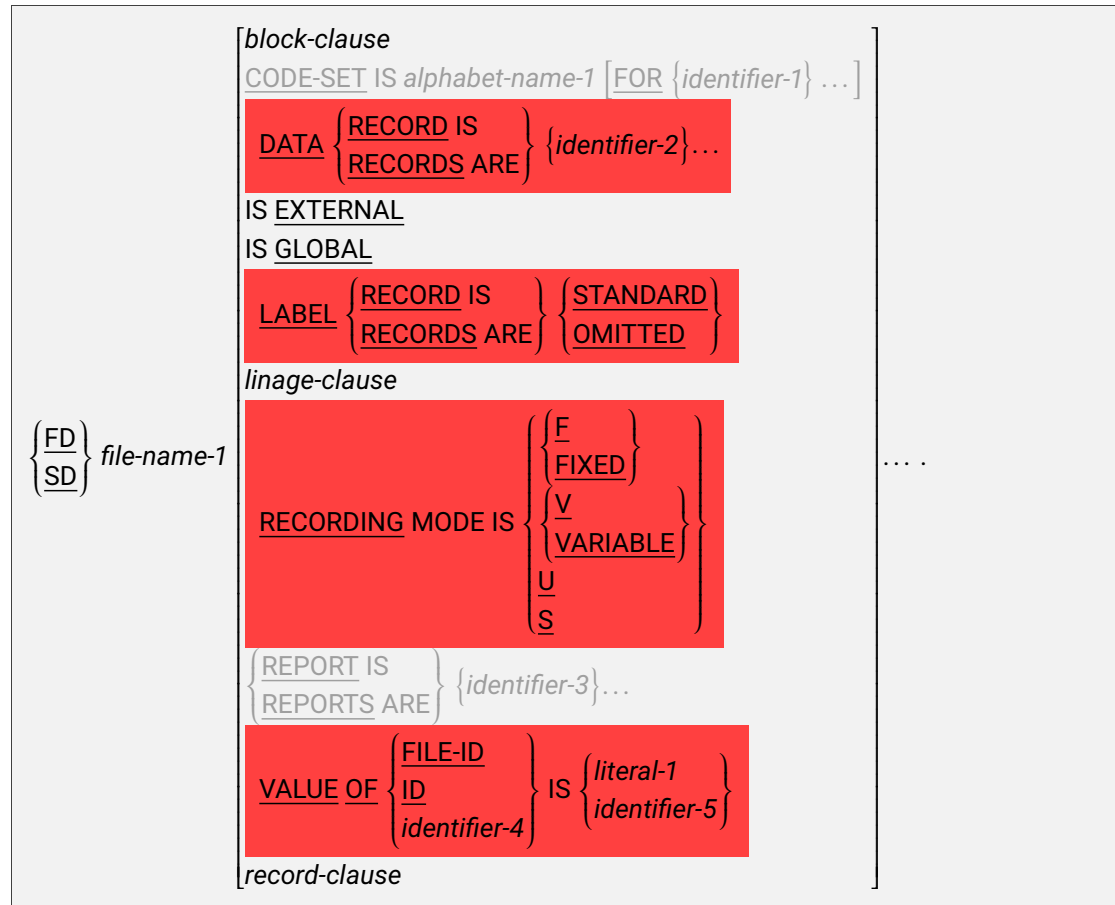 block-clause
CODE-SET IS alphabet-name-1 [FOR {identifier-1} ...]
DATA {RECORD IS
RECORDS ARE} {identifier-2}...
IS EXTERNAL
IS GLOBAL
LABEL {RECORD IS
RECORDS ARE} {STANDARD
OMITTED}
linage-clause
{FD
SD} file-name-1
RECORDING MODE IS
F
FIXED
V
VARIABLE
U
S
... .
{REPORT IS
REPORTS ARE} {identifier-3}...
VALUE OF {FILE-ID
ID
identifier-4} IS {literal-1
identifier-5}
record-clause